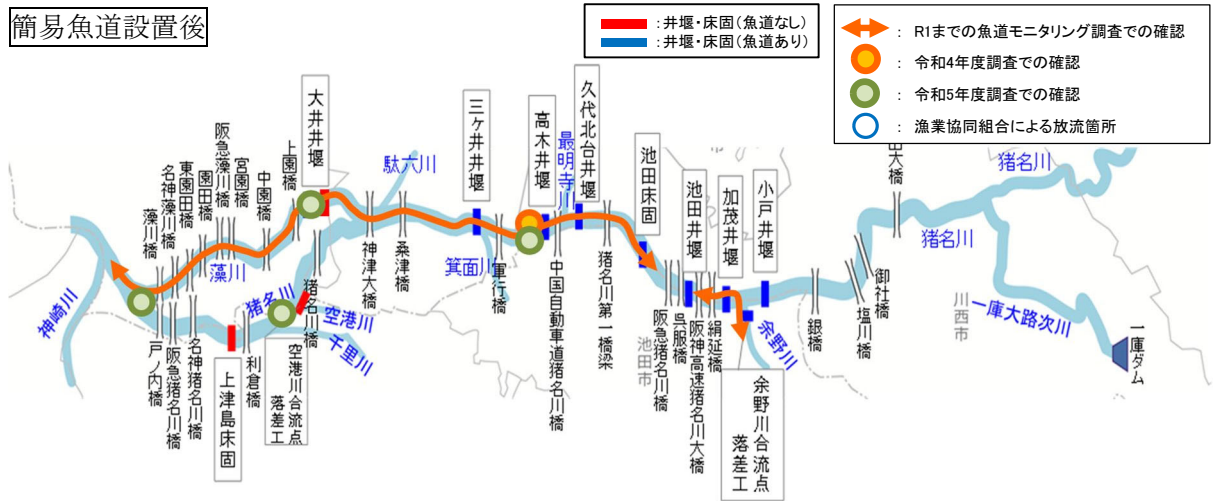 簡易魚道設置後
：井堰・床固（魚道なし）
：井堰・床固（魚道あり）
： R1までの魚道モニタリング調査での確認
： 令和4年度調査での確認
： 令和5年度調査での確認
： 漁業協同組合による放流箇所
藻川橋
名神藻川橋
東園田橋
園田橋
阪急藻川橋
宮園橋
中園橋
上園橋
大井井堰
駄六川
三ヶ井井堰
高木井堰
最明寺川
久代北台井堰
池田床固
池田井堰
加茂井堰
小戸井堰
田大橋
猪名川
猪名川
藻川
神津大橋
桑津橋
箕面川
軍行橋
中国自動車道猪名川橋
猪名川第一橋梁
阪急猪名川橋
呉服橋
阪神高速猪名川大橋
絹延橋
池田市
余野川
余野川合流点
落差工
銀橋
塩川橋
御社橋
川西市
一庫大路次川
一庫ダム
神崎川
猪名川
猪名川橋
空港川
千里川
戸ノ内橋
阪急猪名川橋
名神猪名川橋
上津島床固
利倉橋
空港川合流点
落差工